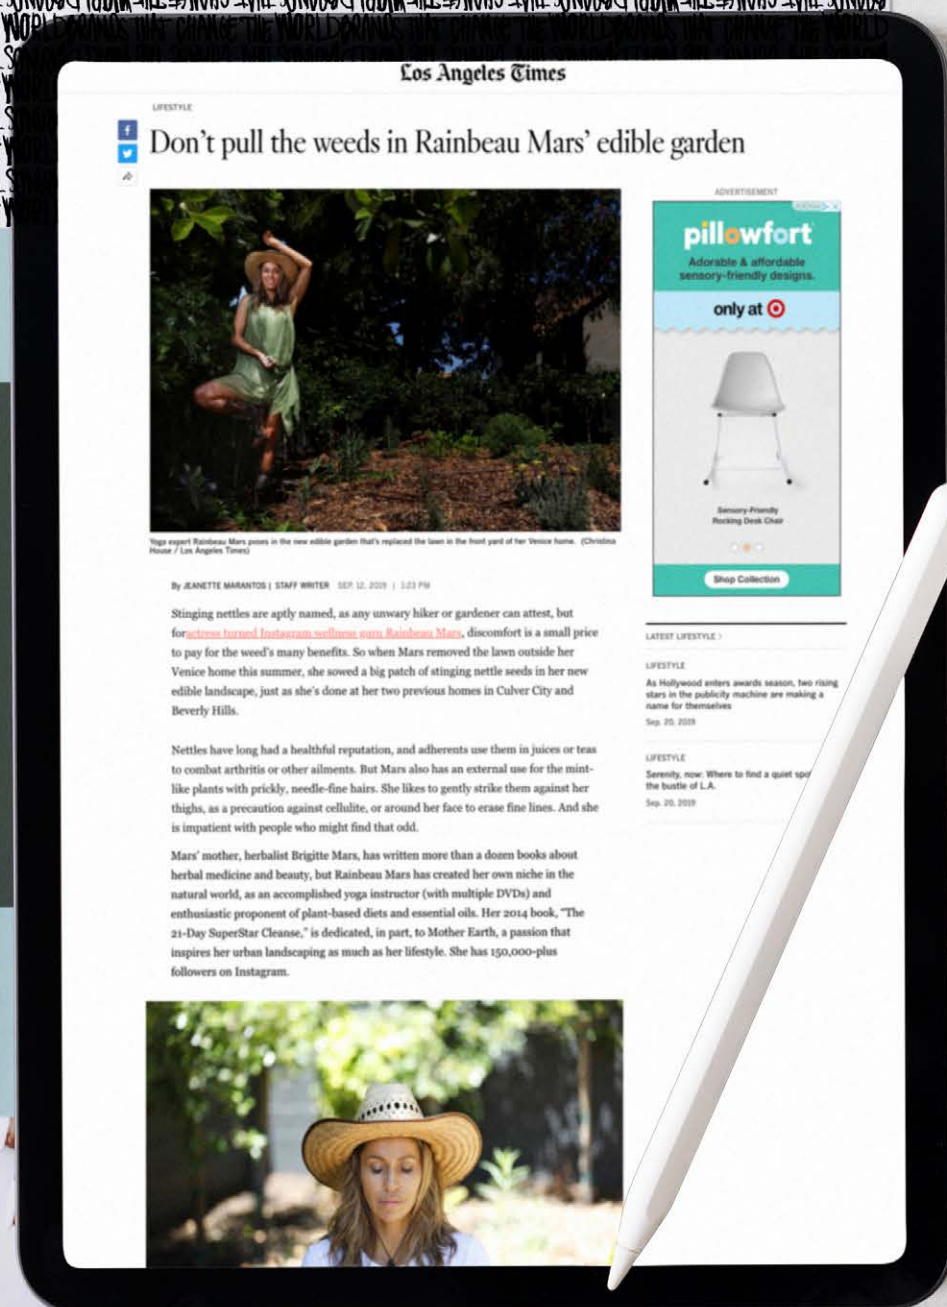 WORLDBRANDS THAT CHANGE THE WORLDBRANDS THAT CHANGE THE WORLD
Los Angeles Times
LIFESTYLE
Don’t pull the weeds in Rainbeau Mars’ edible garden
ADVERTISEMENT
pillowfort
Adorable & affordable
sensory-friendly designs.
only at
Sensory-Friendly
Rocking Desk Chair
Shop Collection
Yoga expert Rainbeau Mars poses in the new edible garden that’s replaced the lawn in the front yard of her Venice home. (Christina
House / Los Angeles Times)
By JEANETTE MARANTOS | STAFF WRITER
SEP. 12, 2019 | 1:23 PM
Stinging nettles are aptly named, as any unwary hiker or gardener can attest, but
foractress turned Instagram wellness guru Rainbeau Mars, discomfort is a small price
to pay for the weed’s many benefits. So when Mars removed the lawn outside her
Venice home this summer, she sowed a big patch of stinging nettle seeds in her new
edible landscape, just as she’s done at her two previous homes in Culver City and
Beverly Hills.
Nettles have long had a healthful reputation, and adherents use them in juices or teas
to combat arthritis or other ailments. But Mars also has an external use for the mint-
like plants with prickly, needle-fine hairs. She likes to gently strike them against her
thighs, as a precaution against cellulite, or around her face to erase fine lines. And she
is impatient with people who might find that odd.
Mars’ mother, herbalist Brigitte Mars, has written more than a dozen books about
herbal medicine and beauty, but Rainbeau Mars has created her own niche in the
natural world, as an accomplished yoga instructor (with multiple DVDs) and
enthusiastic proponent of plant-based diets and essential oils. Her 2014 book, “The
21-Day SuperStar Cleanse,” is dedicated, in part, to Mother Earth, a passion that
inspires her urban landscaping as much as her lifestyle. She has 150,000-plus
followers on Instagram.
LATEST LIFESTYLE >
LIFESTYLE
As Hollywood enters awards season, two rising
stars in the publicity machine are making a
name for themselves
Sep. 20, 2019
LIFESTYLE
Serenity, now: Where to find a quiet spo
the bustle of L.A.
Sep. 20, 2019